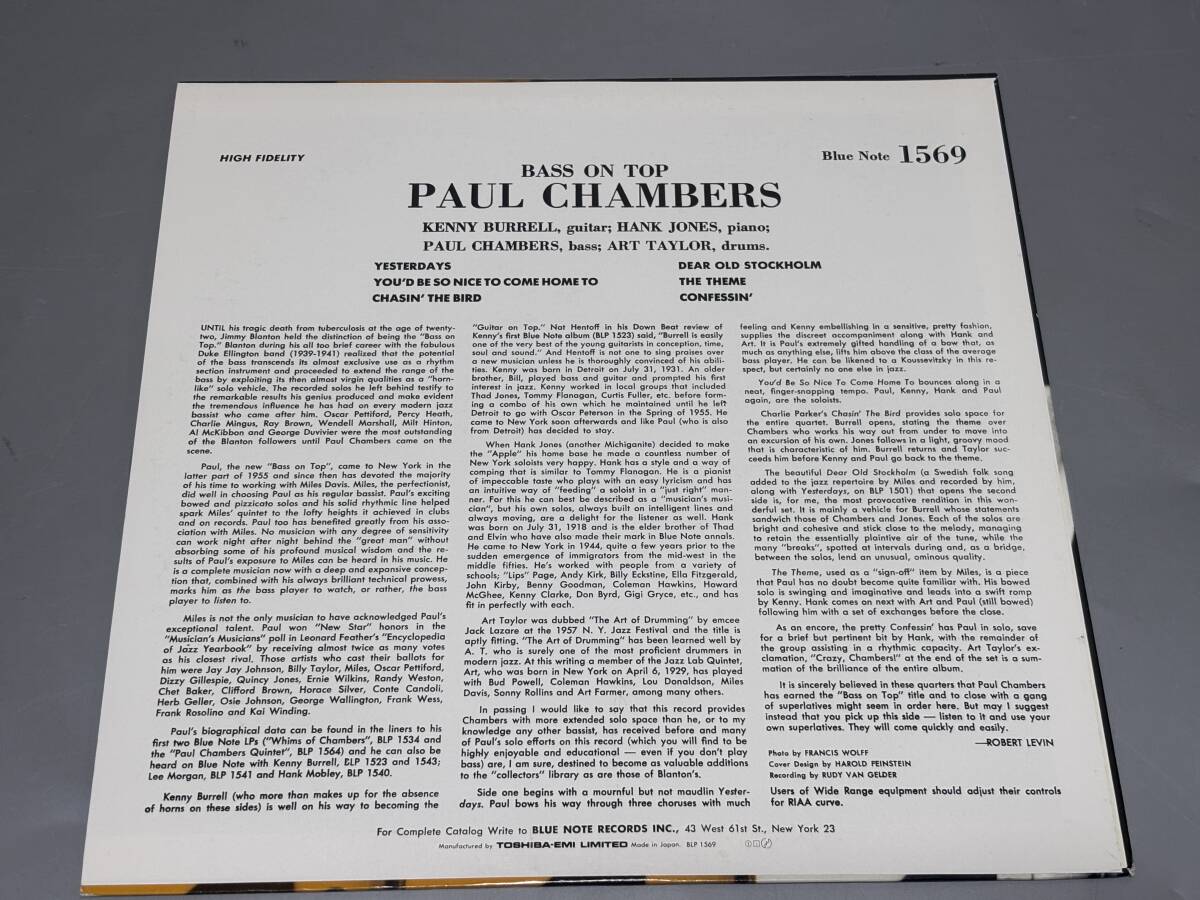 HIGH FIDELITY
Blue Note 1569
BASS ON TOP
PAUL CHAMBERS
KENNY BURRELL, guitar; HANK JONES, piano;
PAUL CHAMBERS, bass; ART TAYLOR, drums.
YESTERDAYS
YOU'D BE SO NICE TO COME HOME TO
CHASIN' THE BIRD
DEAR OLD STOCKHOLM
THE THEME
CONFESSIN'
UNTIL his tragic death from tuberculosis at the age of twenty-
two, Jimmy Blanton held the distinction of being the "Bass on
Top." Blanton during his all too brief career with the fabulous
Duke Ellington band (1939-1941) realized that the potential
of the bass transcends its almost exclusive use as a rhythm
section instrument and proceeded to extend the range of the
bass by exploiting its then almost virgin qualities as a "horn-
like" solo vehicle. The recorded solos he left behind testify to
the remarkable results his genius produced and make evident
the tremendous influence he has had on every modern jazz
bassist who came after him. Oscar Pettiford, Percy Heath,
Charlie Mingus, Ray Brown, Wendell Marshall, Milt Hinton,
Al McKibbon and George Duvivier were the most outstanding
of the Blanton followers until Paul Chambers came on the
scene.
Paul, the new "Bass on Top", came to New York in the
latter part of 1955 and since then has devoted the majority
of his time to working with Miles Davis. Miles, the perfectionist,
did well in choosing Paul as his regular bassist. Paul's exciting
bowed and pizzicato solos and his solid rhythmic line helped
spark Miles' quintet to the lofty heights it achieved in clubs
and on records. Paul too has benefited greatly from his asso-
ciation with Miles. No musician with any degree of sensitivity
can work night after night behind the "great man" without
absorbing some of his profound musical wisdom and the re-
sults of Paul's exposure to Miles can be heard in his music. He
is a complete musician now with a deep and expansive concep-
tion that, combined with his always brilliant technical prowess,
marks him as the bass player to watch, or rather, the bass
player to listen to.
Miles is not the only musician to have acknowledged Paul's
exceptional talent. Paul won "New Star" honors in the
"Musician's Musicians" poll in Leonard Feather's "Encyclopedia
of Jazz Yearbook" by receiving almost twice as many votes
as his closest rival. Those artists who cast their ballots for
him were Jay Jay Johnson, Billy Taylor, Miles, Oscar Pettiford,
Dizzy Gillespie, Quincy Jones, Ernie Wilkins, Randy Weston,
Chet Baker, Clifford Brown, Horace Silver, Conte Candoli,
Herb Geller, Osie Johnson, George Wallington, Frank Wess,
Frank Rosolino and Kai Winding.
Paul's biographical data can be found in the liners to his
first two Blue Note LPs ("Whims of Chambers", BLP 1534 and
the "Paul Chambers Quintet", BLP 1564) and he can also be
heard on Blue Note with Kenny Burrell, BLP 1523 and 1543;
Lee Morgan, BLP 1541 and Hank Mobley, BLP 1540.
Kenny Burrell (who more than makes up for the absence
of horns on these sides) is well on his way to becoming the
"Guitar on Top." Nat Hentoff in his Down Beat review of
Kenny's first Blue Note album (BLP 1523) said, "Burrell is easily
one of the very best of the young guitarists in conception, time,
soul and sound." And Hentoff is not one to sing praises over
a new musician unless he is thoroughly convinced of his abili-
ties. Kenny was born in Detroit on July 31, 1931. An older
brother, Bill, played bass and guitar and prompted his first
interest in jazz. Kenny worked in local groups that included
Thad Jones, Tommy Flanagan, Curtis Fuller, etc. before form-
ing a combo of his own which he maintained until he left
Detroit to go with Oscar Peterson in the Spring of 1955. He
came to New York soon afterwards and like Paul (who is also
from Detroit) has decided to stay.
When Hank Jones (another Michiganite) decided to make
the "Apple" his home base he made a countless number of
New York soloists very happy. Hank has a style and a way of
comping that is similar to Tommy Flanagan. He is a pianist
of impeccable taste who plays with an easy lyricism and has
an intuitive way of "feeding" a soloist in a "just right" man-
ner. For this he can be best described as a "musician's musi-
cian", but his own solos, always built on intelligent lines and
always moving, are a delight for the listener as well. Hank
was born on July 31, 1918 and is the elder brother of Thad
and Elvin who have also made their mark in Blue Note annals.
He came to New York in 1944, quite a few years prior to the
sudden emergence of immigrators from the mid-west in the
middle fifties. He's worked with people from a variety of
schools; "Lips" Page, Andy Kirk, Billy Eckstine, Ella Fitzgerald,
John Kirby, Benny Goodman, Coleman Hawkins, Howard
McGhee, Kenny Clarke, Don Byrd, Gigi Gryce, etc., and has
fit in perfectly with each.
Art Taylor was dubbed "The Art of Drumming" by emcee
Jack Lazare at the 1957 N. Y. Jazz Festival and the title is
aptly fitting. "The Art of Drumming" has been learned well by
A. T. who is surely one of the most proficient drummers in
modern jazz. At this writing a member of the Jazz Lab Quintet,
Art, who was born in New York on April 6, 1929, has played
with Bud Powell, Coleman Hawkins, Lou Donaldson, Miles
Davis, Sonny Rollins and Art Farmer, among many others.
In passing I would like to say that this record provides
Chambers with more extended solo space than he, or to my
knowledge any other bassist, has received before and many
of Paul's solo efforts on this record (which you will find to be
highly enjoyable and educational — even if you don't play
bass) are, I am sure, destined to become as valuable additions
to the "collectors" library as are those of Blanton's.
Side one begins with a mournful but not maudlin Yester-
days. Paul bows his way through three choruses with much
feeling and Kenny embellishing in a sensitive, pretty fashion,
supplies the discreet accompaniment along with Hank and
Art. It is Paul's extremely gifted handling of a bow that, as
much as anything else, lifts him above the class of the average
bass player. He can be likened to a Koussevitzky in this re-
spect, but certainly no one else in jazz.
You'd Be So Nice To Come Home To bounces along in a
neat, finger-snapping tempo. Paul, Kenny, Hank and Paul
again, are the soloists.
Charlie Parker's Chasin' The Bird provides solo space for
the entire quartet. Burrell opens, stating the theme over
Chambers who works his way out from under to move into
an excursion of his own. Jones follows in a light, groovy mood
that is characteristic of him. Burrell returns and Taylor suc-
ceeds him before Kenny and Paul go back to the theme.
The beautiful Dear Old Stockholm (a Swedish folk song
added to the jazz repertoire by Miles and recorded by him,
along with Yesterdays, on BLP 1501) that opens the second
side is, for me, the most provocative rendition in this won-
derful set. It is mainly a vehicle for Burrell whose statements
sandwich those of Chambers and Jones. Each of the solos are
bright and cohesive and stick close to the melody, managing
to retain the essentially plaintive air of the tune, while the
many "breaks", spotted at intervals during and, as a bridge,
between the solos, lend an unusual, ominous quality.
The Theme, used as a "sign-off" item by Miles, is a piece
that Paul has no doubt become quite familiar with. His bowed
solo is swinging and imaginative and leads into a swift romp
by Kenny. Hank comes on next with Art and Paul (still bowed)
following him with a set of exchanges before the close.
As an encore, the pretty Confessin' has Paul in solo, save
for a brief but pertinent bit by Hank, with the remainder of
the group assisting in a rhythmic capacity. Art Taylor's ex-
clamation, "Crazy, Chambers!" at the end of the set is a sum-
mation of the brilliance of the entire album.
It is sincerely believed in these quarters that Paul Chambers
has earned the "Bass on Top" title and to close with a gang
of superlatives might seem in order here. But may I suggest
instead that you pick up this side — listen to it and use your
own superlatives. They will come quickly and easily.
—ROBERT LEVIN
Photo by FRANCIS WOLFF
Cover Design by HAROLD FEINSTEIN
Recording by RUDY VAN GELDER
Users of Wide Range equipment should adjust their controls
for RIAA curve.
For Complete Catalog Write to BLUE NOTE RECORDS INC., 43 West 61st St., New York 23
Manufactured by TOSHIBA-EMI LIMITED Made in Japan. BLP 1569